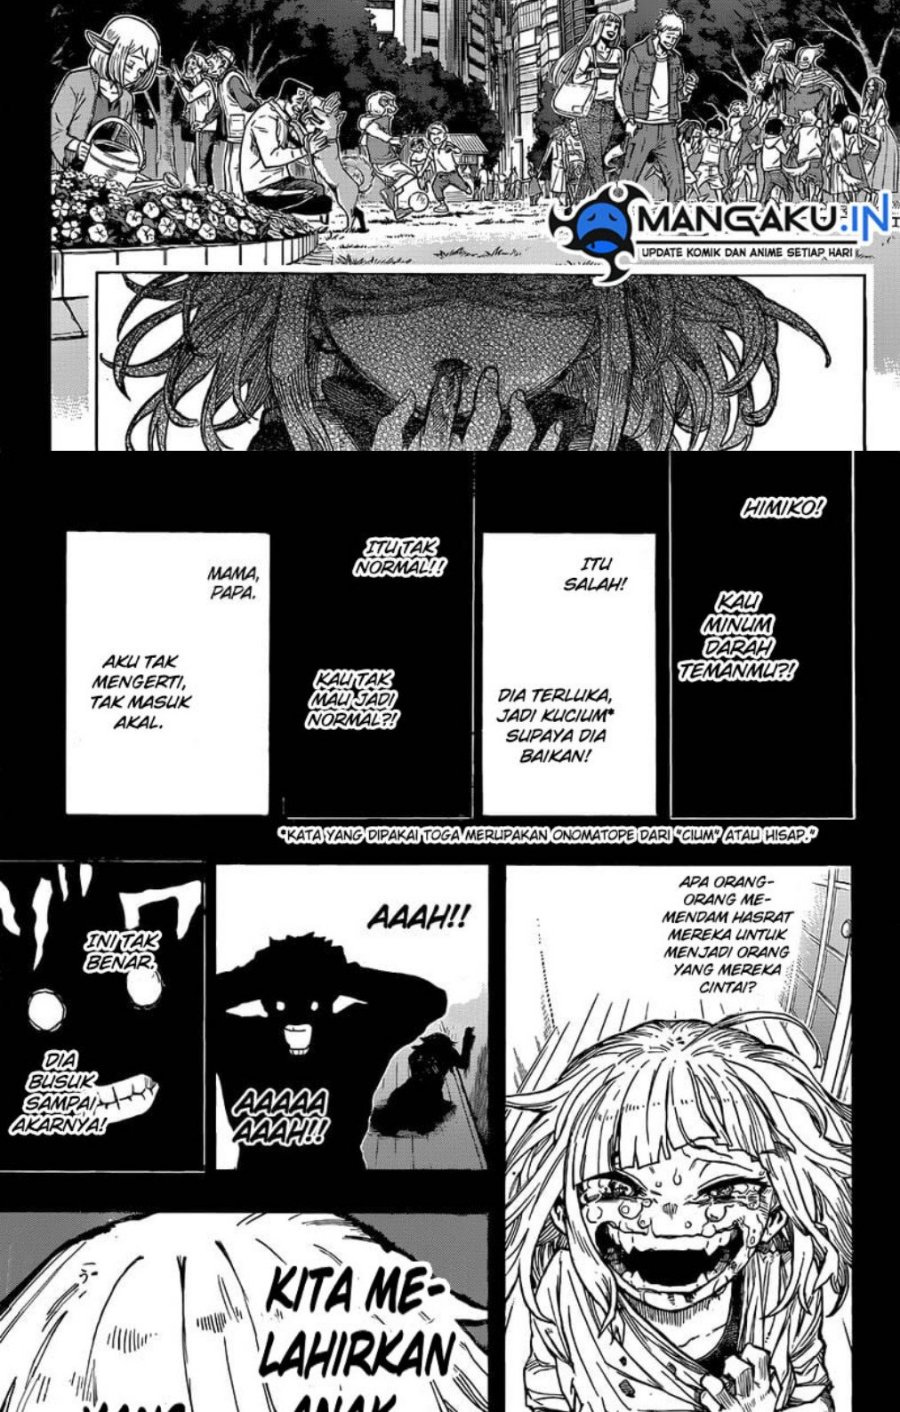 MANGAKU.IN
UPDATE KOMIK DAN ANIME SETIAP HARI
HIMIKO!
KAU
MINUM
DARAH
TEMANMU?!
ITU
SALAH!
DIA TERLUKA,
JADI KUCIUM*
SUPAYA DIA
BAIKAN!
ITU TAK
NORMAL!!
KAU TAK
MAU JADI
NORMAL?!
MAMA,
PAPA.
AKU TAK
MENGERTI,
TAK MASUK
AKAL.
*KATA YANG DIPAKAI TOGA MERUPAKAN ONOMATOPE DARI "CIUM" ATAU HISAP."
APA ORANG-
ORANG ME-
MENDAM HASRAT
MEREKA UNTUK
MENJADI ORANG
YANG MEREKA
CINTAI?
AAAH!!
AAAAA
AAAH!!
INI TAK
BENAR.
DIA
BUSUK
SAMPAI
AKARNYA!
KITA ME-
LAHIRKAN
ANAK
YANG